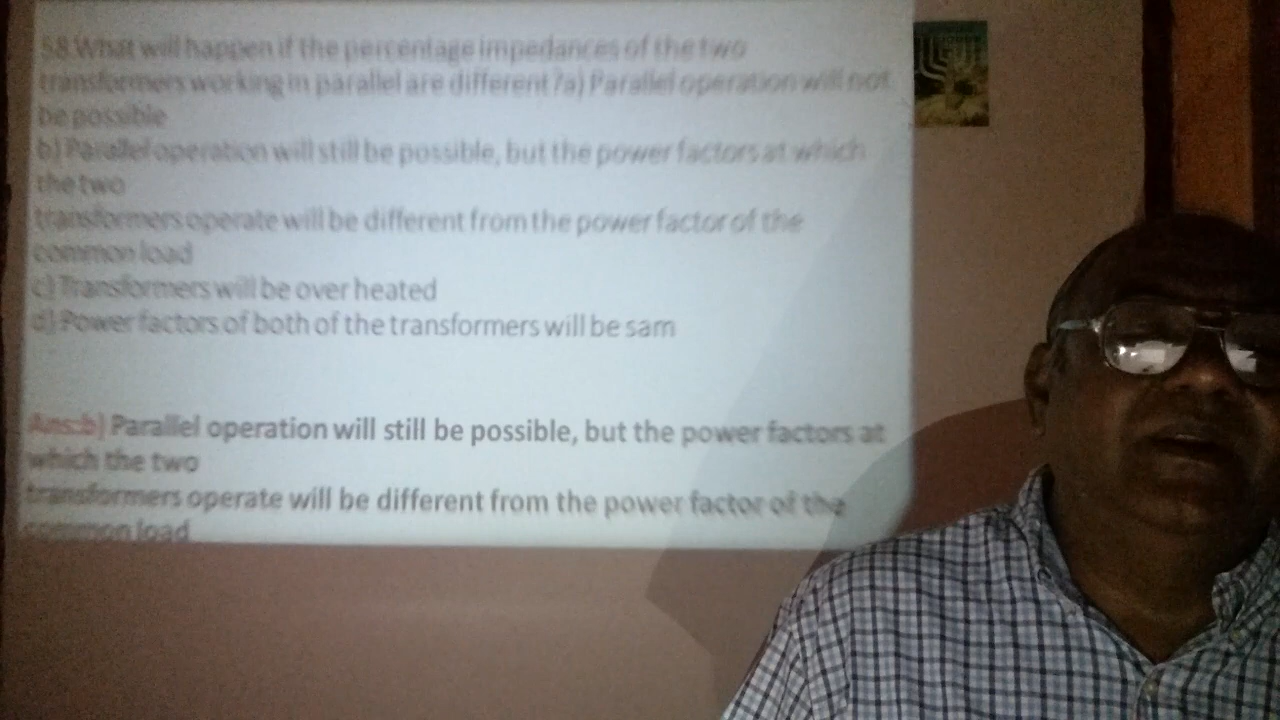 58.What will happen if the percentage impedances of the two
transformers working in parallel are different ?a) Parallel operation will not
be possible
b) Parallel operation will still be possible, but the power factors at which
the two
transformers operate will be different from the power factor of the
common load
c) Transformers will be over heated
d) Power factors of both of the transformers will be sam
Ans:b) Parallel operation will still be possible, but the power factors at
which the two
transformers operate will be different from the power factor of the
common load